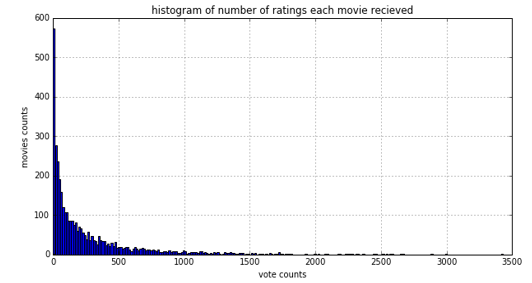 histogram of number of ratings each movie recieved
600
500
400
300
200
100
0
movies counts
0 500 1000 1500 2000 2500 3000 3500
vote counts